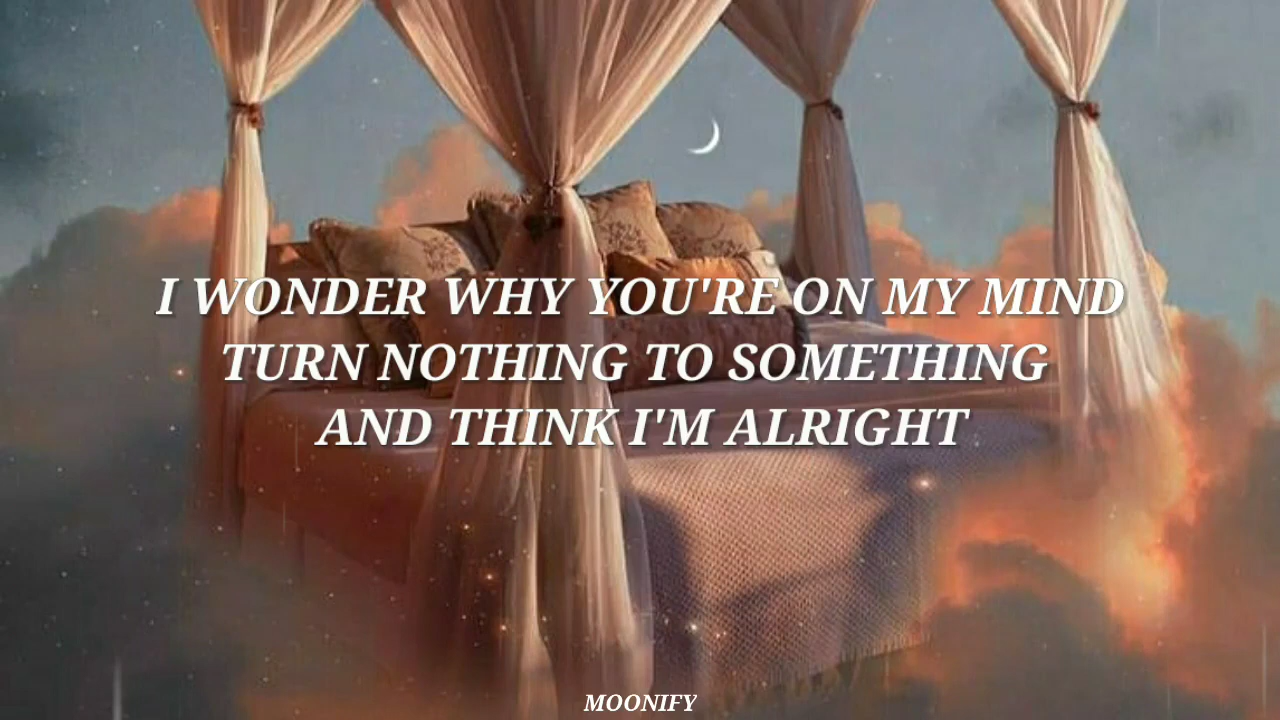 I WONDER WHY YOU'RE ON MY MIND
TURN NOTHING TO SOMETHING
AND THINK I'M ALRIGHT
MOONIFY